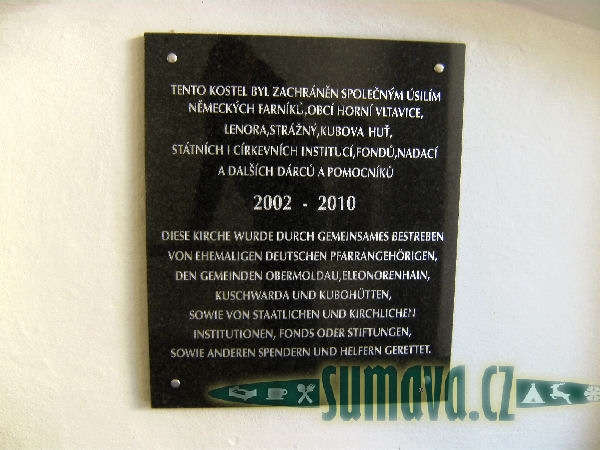 TENTO KOSTEL BYL ZACHRÁNĚN SPOLEČNÝM ÚSILÍM
NĚMECKÝCH FARNÍKŮ,OBCÍ HORNÍ VLTAVICE,
LENORA,STRÁŽNÝ,KUBOVA HUŤ,
STÁTNÍCH I CÍRKEVNÍCH INSTITUCÍ,FONDŮ,NADACÍ
A DALŠÍCH DÁRCŮ A POMOCNÍKŮ
2002 - 2010
DIESE KIRCHE WURDE DURCH GEMEINSAMES BESTREBEN
VON EHEMALIGEN DEUTSCHEN PFARRANGEHÖRIGEN,
DEN GEMEINDEN OBERMOLDAU,ELEONORENHAIN,
KUSCHWARDA UND KUBOHÜTTEN,
SOWIE VON STAATLICHEN UND KIRCHLICHEN
INSTITUTIONEN, FONDS ODER STIFTUNGEN,
SOWIE ANDEREN SPENDERN UND HELFERN GERETTET.
sumava.cz